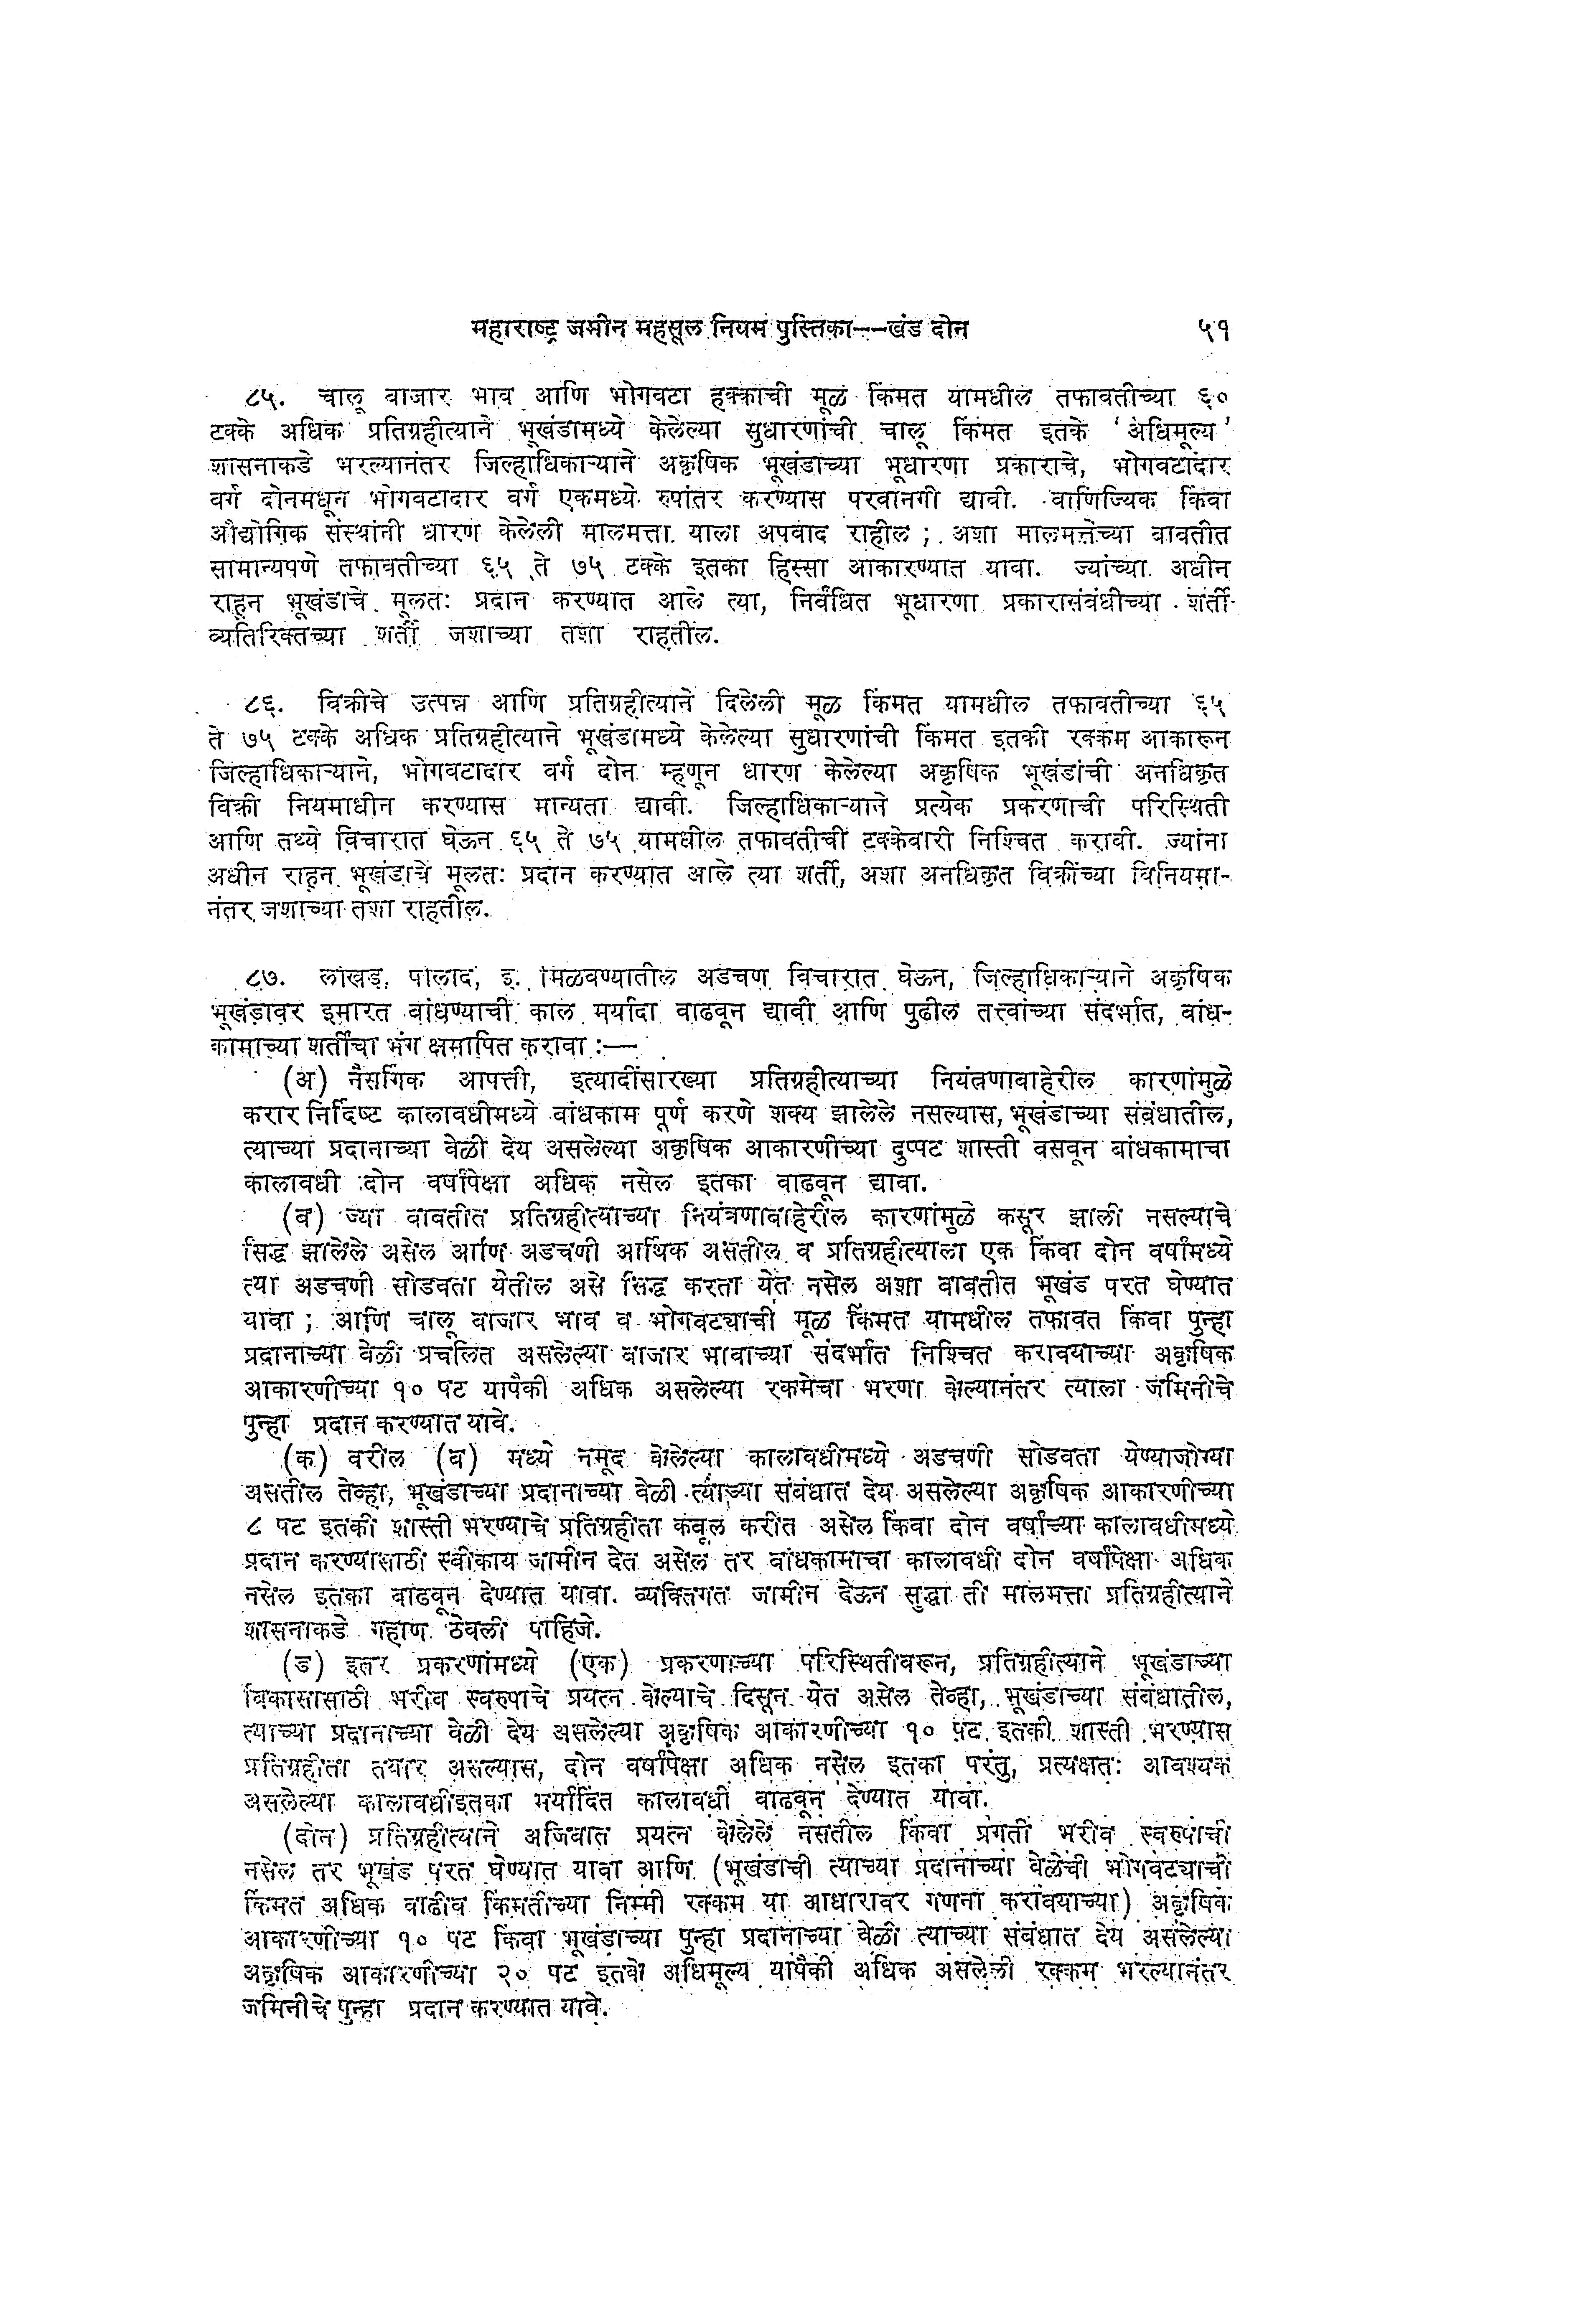 महाराष्ट्र जमीन महसूल नियम पुस्तिका--खंड दोन ५१
८५. चालू बाजार भाव आणि भोगवटा हक्काची मूळ किंमत यामधील तफावतीच्या ६०
टक्के अधिक प्रतिग्रहीत्याने भूखंडामध्ये केलेल्या सुधारणांची चालू किंमत इतके 'अधिमूल्य'
शासनाकडे भरल्यानंतर जिल्हाधिकाऱ्याने अकृषिक भूखंडाच्या भूधारणा प्रकाराचे, भोगवटादार
वर्ग दोनमधून भोगवटादार वर्ग एकमध्ये रुपांतर करण्यास परवानगी द्यावी. वाणिज्यिक किंवा
औद्योगिक संस्थांनी धारण केलेली मालमत्ता याला अपवाद राहील ; अशा मालमत्तेच्या बाबतीत
सामान्यपणे तफावतीच्या ६५ ते ७५ टक्के इतका हिस्सा आकारण्यात यावा. ज्यांच्या अधीन
राहून भूखंडाचे मूलतः प्रदान करण्यात आले त्या, निर्बंधित भूधारणा प्रकारासंबंधीच्या शर्ती-
व्यतिरिक्तच्या शर्ती जशाच्या तशा राहतील.
८६. विक्रीचे उत्पन्न आणि प्रतिग्रहीत्याने दिलेली मूळ किंमत यामधील तफावतीच्या ६५
ते ७५ टक्के अधिक प्रतिग्रहीत्याने भूखंडामध्ये केलेल्या सुधारणांची किंमत इतकी रक्कम आकारून
जिल्हाधिकाऱ्याने, भोगवटादार वर्ग दोन म्हणून धारण केलेल्या अकृषिक भूखंडांची अनधिकृत
विक्री नियमाधीन करण्यास मान्यता द्यावी. जिल्हाधिकाऱ्याने प्रत्येक प्रकरणाची परिस्थिती
आणि तथ्ये विचारात घेऊन ६५ ते ७५ यामधील तफावतीची टक्केवारी निश्चित करावी. ज्यांना
अधीन राहून भूखंडाचे मूलतः प्रदान करण्यात आले त्या शर्ती, अशा अनधिकृत विक्रींच्या विनियमा-
नंतर जशाच्या तशा राहतील.
८७. लोखंड, पोलाद, इ. मिळवण्यातील अडचण विचारात घेऊन, जिल्हाधिकाऱ्याने अकृषिक
भूखंडावर इमारत बांधण्याची काल मर्यादा वाढवून द्यावी आणि पुढील तत्त्वांच्या संदर्भात, बांध-
कामाच्या शर्तींचा भंग क्षमापित करावा :—
(अ) नैसर्गिक आपत्ती, इत्यादींसारख्या प्रतिग्रहीत्याच्या नियंत्रणाबाहेरील कारणांमुळे
करार निर्दिष्ट कालावधीमध्ये बांधकाम पूर्ण करणे शक्य झालेले नसल्यास, भूखंडाच्या संबंधातील,
त्याच्या प्रदानाच्या वेळी देय असलेल्या अकृषिक आकारणीच्या दुप्पट शास्ती बसवून बांधकामाचा
कालावधी दोन वर्षांपेक्षा अधिक नसेल इतका वाढवून द्यावा.
(ब) ज्या बाबतीत प्रतिग्रहीत्याच्या नियंत्रणाबाहेरील कारणांमुळे कसूर झाली नसल्याचे
सिद्ध झालेले असेल आणि अडचणी आर्थिक असतील व प्रतिग्रहीत्याला एक किंवा दोन वर्षांमध्ये
त्या अडचणी सोडवता येतील असे सिद्ध करता येत नसेल अशा बाबतीत भूखंड परत घेण्यात
यावा ; आणि चालू बाजार भाव व भोगवट्याची मूळ किंमत यामधील तफावत किंवा पुन्हा
प्रदानाच्या वेळी प्रचलित असलेल्या बाजार भावाच्या संदर्भात निश्चित करावयाच्या अकृषिक
आकारणीच्या १० पट यापैकी अधिक असलेल्या रकमेचा भरणा केल्यानंतर त्याला जमिनीचे
पुन्हा प्रदान करण्यात यावे.
(क) वरील (ब) मध्ये नमूद केलेल्या कालावधीमध्ये अडचणी सोडवता येण्याजोग्या
असतील तेव्हा, भूखंडाच्या प्रदानाच्या वेळी त्याच्या संबंधात देय असलेल्या अकृषिक आकारणीच्या
८ पट इतकी शास्ती भरण्याचे प्रतिग्रहीता कबूल करीत असेल किंवा दोन वर्षांच्या कालावधीमध्ये
प्रदान करण्यासाठी स्वीकार्य जामीन देत असेल तर बांधकामाचा कालावधी दोन वर्षांपेक्षा अधिक
नसेल इतका वाढवून देण्यात यावा. व्यक्तिगत जामीन देऊन सुद्धा ती मालमत्ता प्रतिग्रहीत्याने
शासनाकडे गहाण ठेवली पाहिजे.
(ड) इतर प्रकरणांमध्ये (एक) प्रकरणाच्या परिस्थितीवरून, प्रतिग्रहीत्याने भूखंडाच्या
विकासासाठी भरीव स्वरुपाचे प्रयत्न केल्याचे दिसून येत असेल तेव्हा, भूखंडाच्या संबंधातील,
त्याच्या प्रदानाच्या वेळी देय असलेल्या अकृषिक आकारणीच्या १० पट इतकी शास्ती भरण्यास
प्रतिग्रहीता तयार असल्यास, दोन वर्षांपेक्षा अधिक नसेल इतका परंतु, प्रत्यक्षतः आवश्यक
असलेल्या कालावधीइतका मर्यादित कालावधी वाढवून देण्यात यावा.
(दोन) प्रतिग्रहीत्याने अजिबात प्रयत्न केलेले नसतील किंवा प्रगती भरीव स्वरुपाची
नसेल तर भूखंड परत घेण्यात यावा आणि (भूखंडाची त्याच्या प्रदानाच्या वेळेची भोगवट्याची
किंमत अधिक वाढीव किंमतीच्या निम्मी रक्कम या आधारावर गणना करावयाच्या) अकृषिक
आकारणीच्या १० पट किंवा भूखंडाच्या पुन्हा प्रदानाच्या वेळी त्याच्या संबंधात देय असलेल्या
अकृषिक आकारणीच्या २० पट इतके अधिमूल्य यापैकी अधिक असलेली रक्कम भरल्यानंतर
जमिनीचे पुन्हा प्रदान करण्यात यावे.